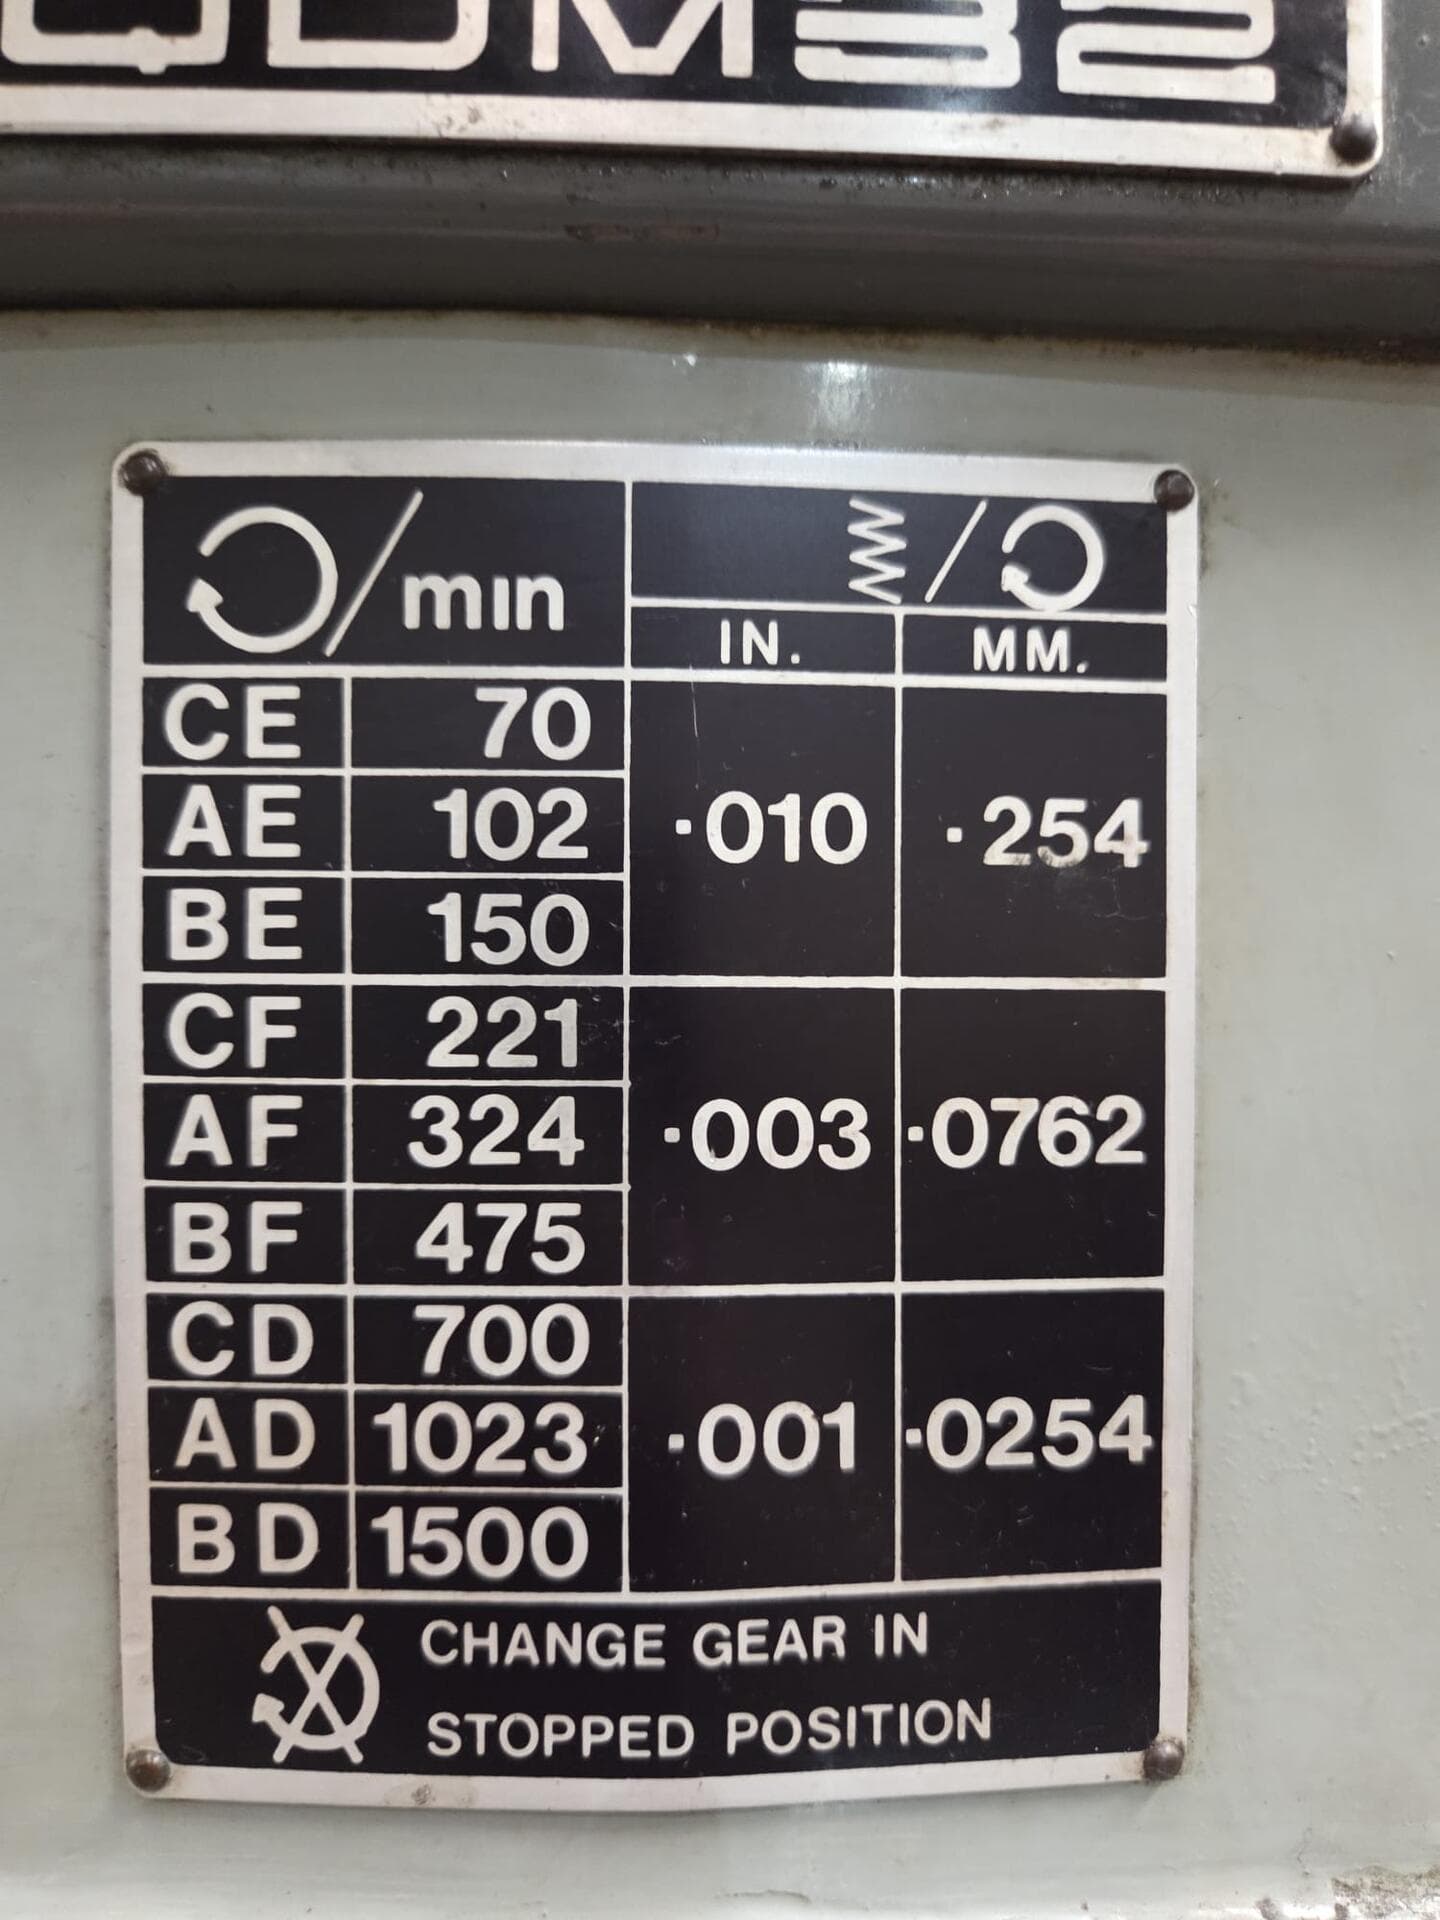 QDM32
/min
IN. MM.
CE 70
AE 102 .010 .254
BE 150
CF 221
AF 324 .003 .0762
BF 475
CD 700
AD 1023 .001 .0254
BD 1500
CHANGE GEAR IN
STOPPED POSITION